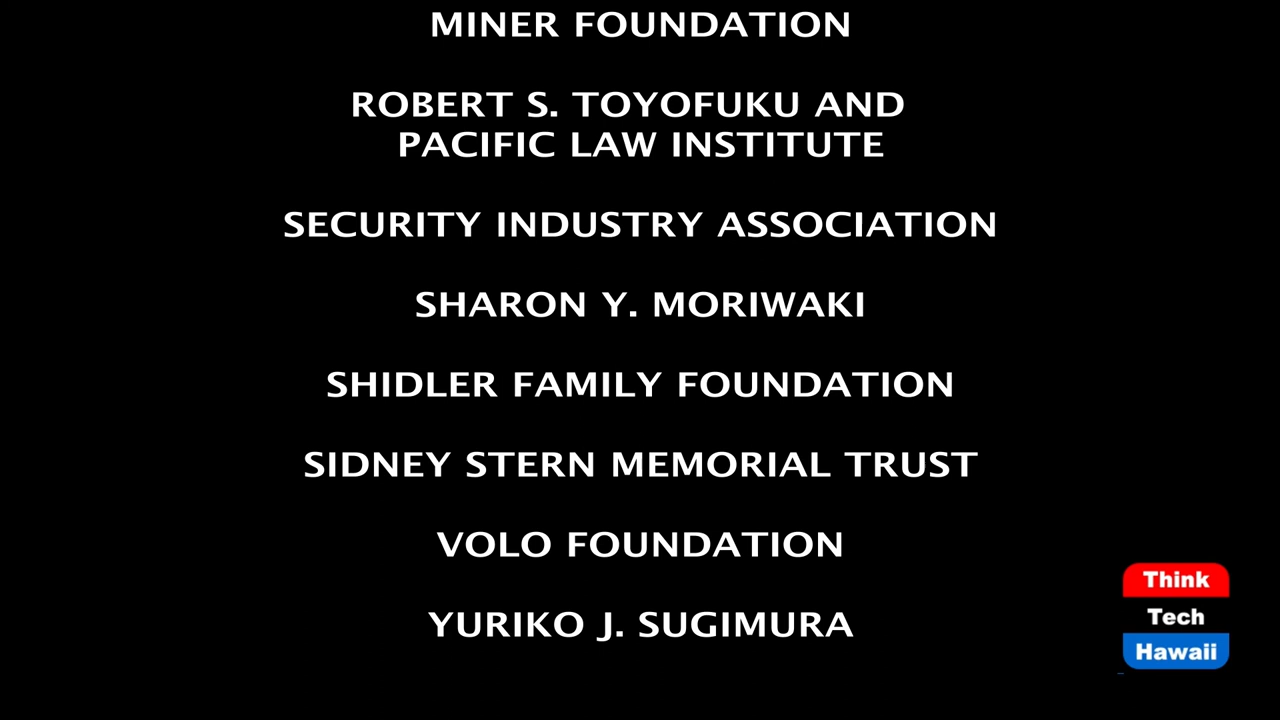 MINER FOUNDATION
ROBERT S. TOYOFUKU AND
PACIFIC LAW INSTITUTE
SECURITY INDUSTRY ASSOCIATION
SHARON Y. MORIWAKI
SHIDLER FAMILY FOUNDATION
SIDNEY STERN MEMORIAL TRUST
VOLO FOUNDATION
YURIKO J. SUGIMURA
Think
Tech
Hawaii